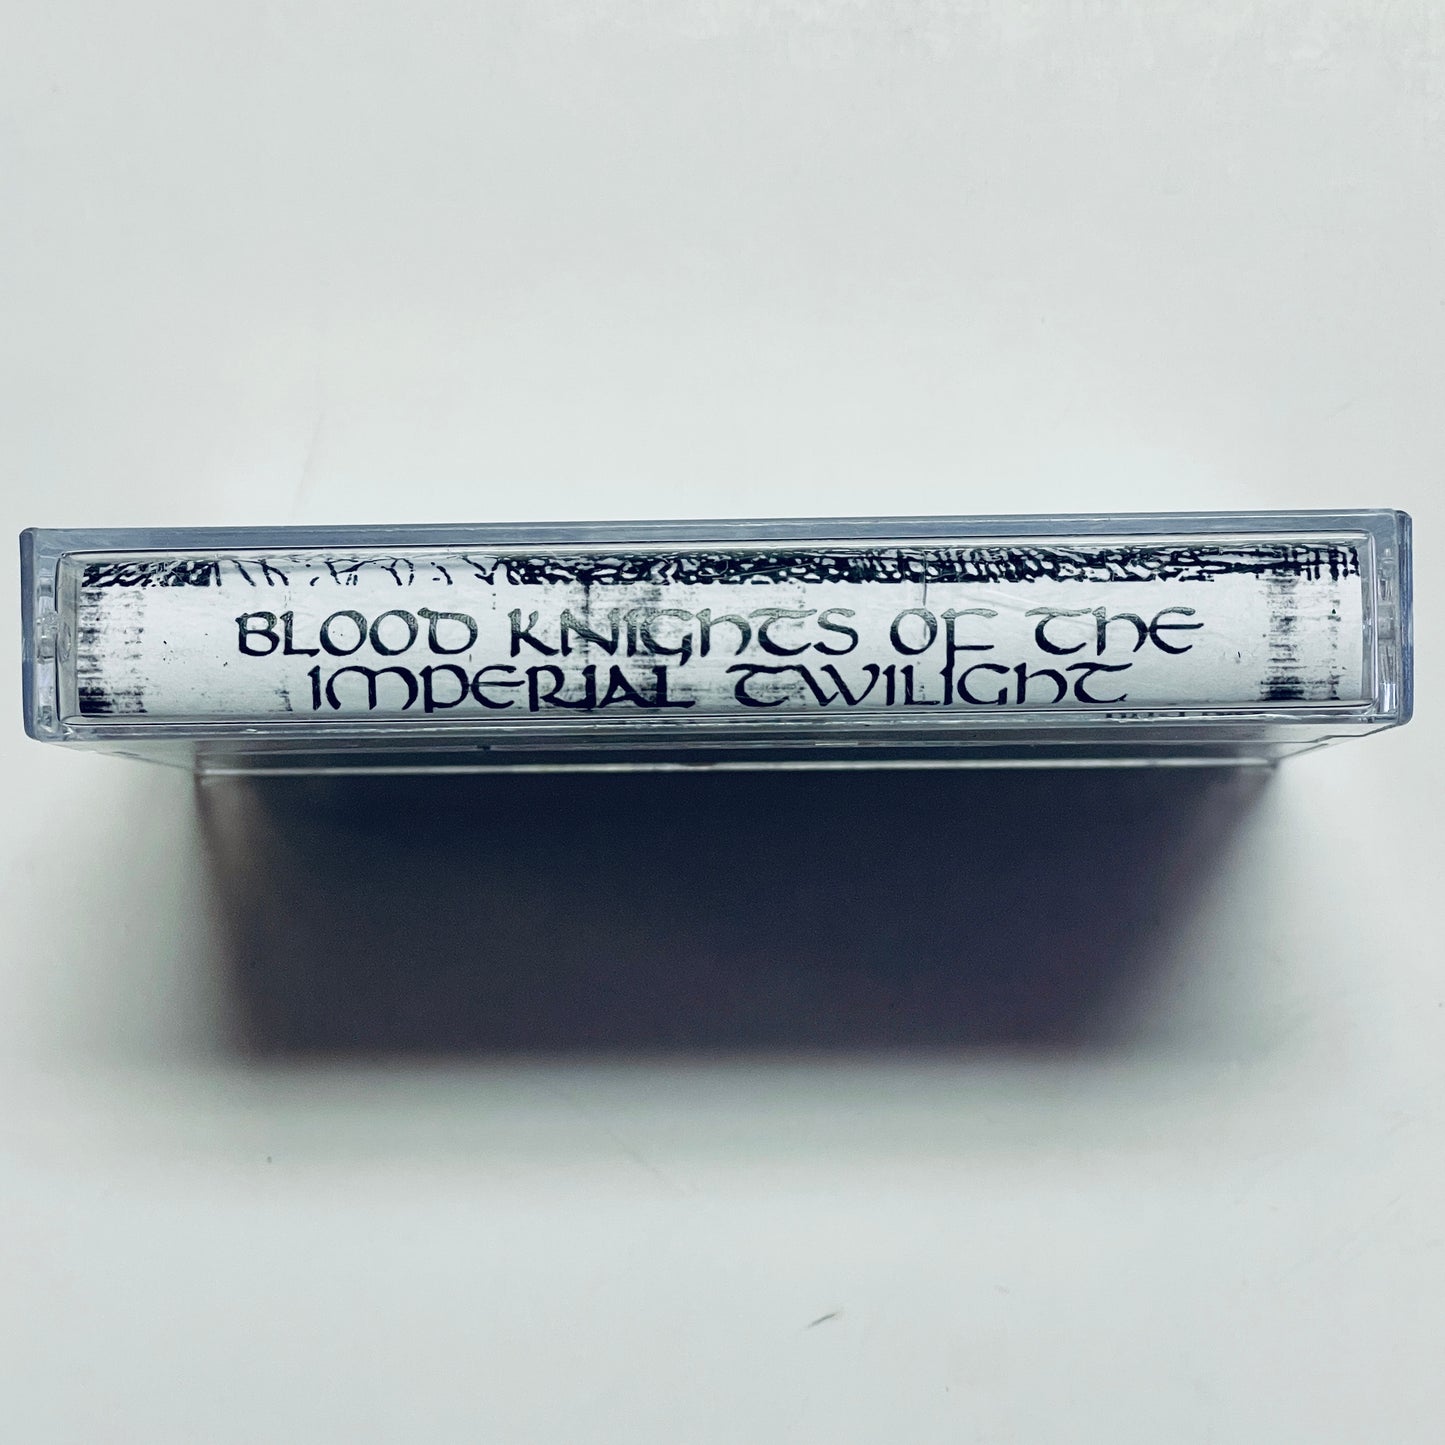 BLOOD KNIGHTS OF THE
IMPERIAL TWILIGHT